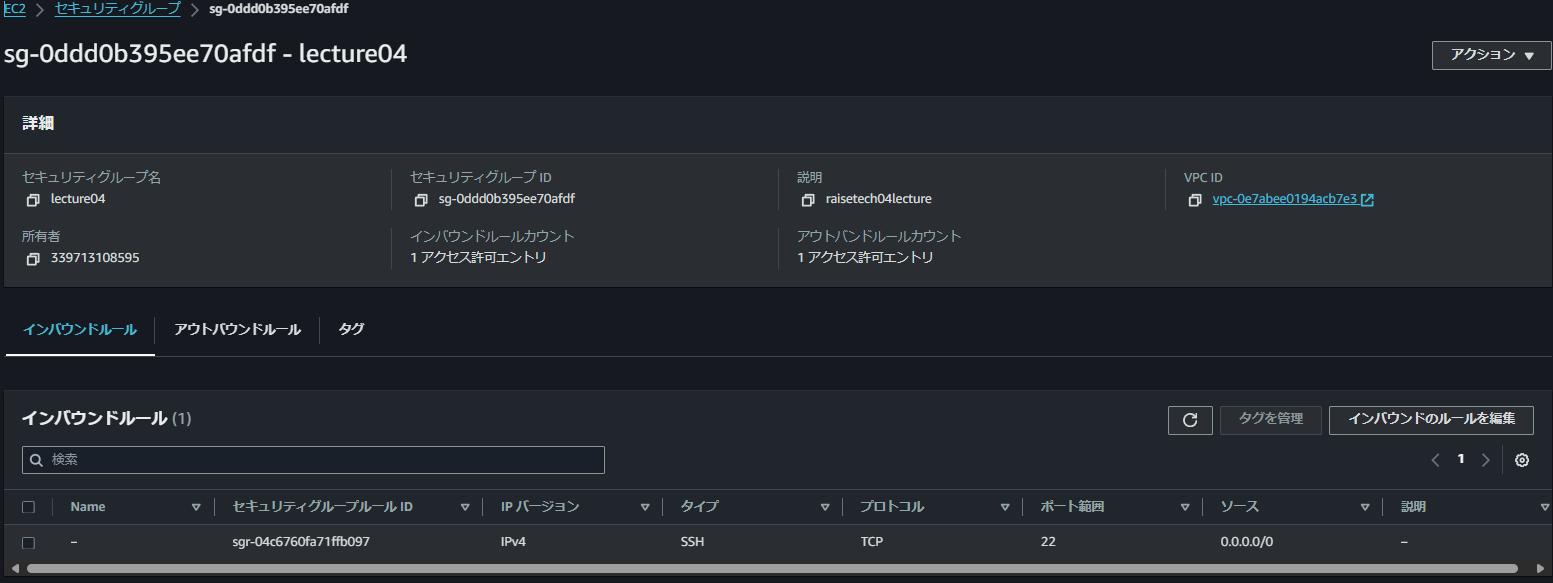 EC2 > セキュリティグループ > sg-0ddd0b395ee70afdf
sg-0ddd0b395ee70afdf - lecture04
アクション ▼
詳細
セキュリティグループ名 セキュリティグループ ID 説明 VPC ID
lecture04 sg-0ddd0b395ee70afdf raisetech04lecture vpc-0e7abee0194acb7e3
所有者 インバウンドルールカウント アウトバンドルールカウント
339713108595 1 アクセス許可エントリ 1 アクセス許可エントリ
インバウンドルール アウトバウンドルール タグ
インバウンドルール (1) タグを管理 インバウンドのルールを編集
検索 1
Name セキュリティグループルール ID IP バージョン タイプ プロトコル ポート範囲 ソース 説明
– sgr-04c6760fa71ffb097 IPv4 SSH TCP 22 0.0.0.0/0 –